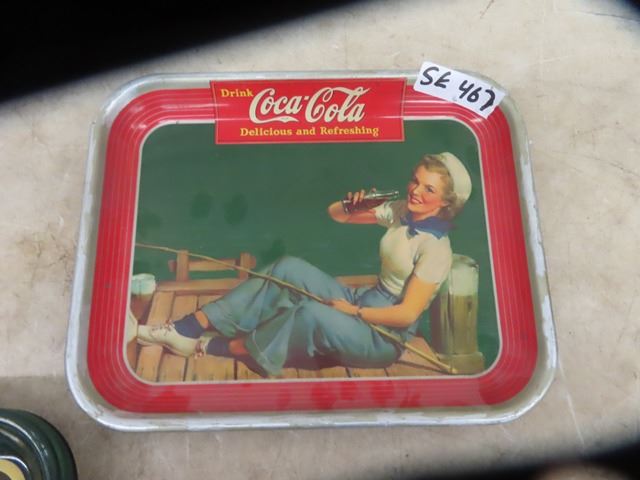 Drink
Coca-Cola
Delicious and Refreshing
SE 467